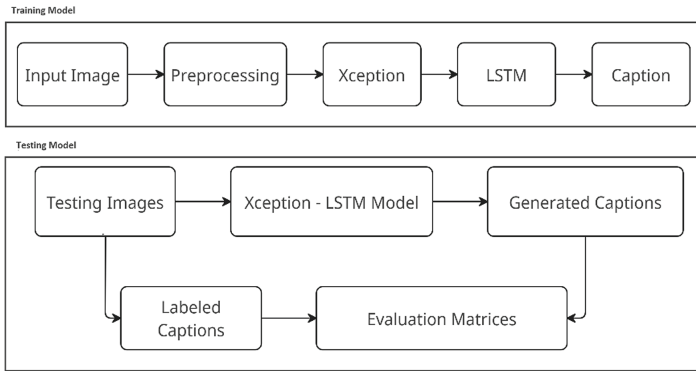 Training Model
Input Image
Preprocessing
Xception
LSTM
Caption
Testing Model
Testing Images
Xception - LSTM Model
Generated Captions
Labeled
Captions
Evaluation Matrices